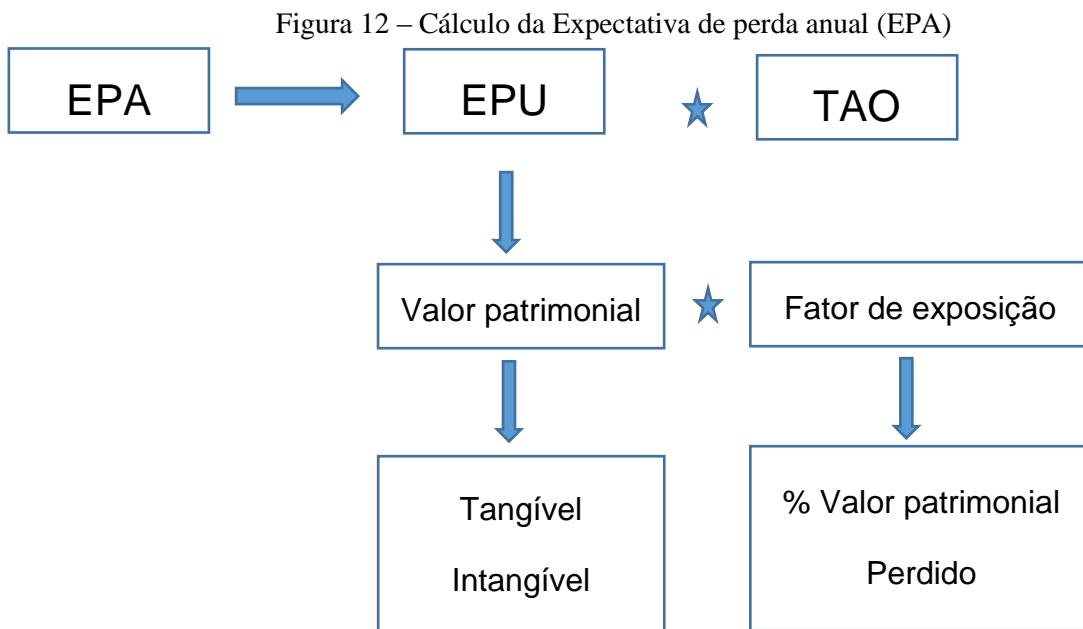 Figura 12 – Cálculo da Expectativa de perda anual (EPA)
EPA
EPU
TAO
Valor patrimonial
Fator de exposição
Tangível
Intangível
% Valor patrimonial
Perdido